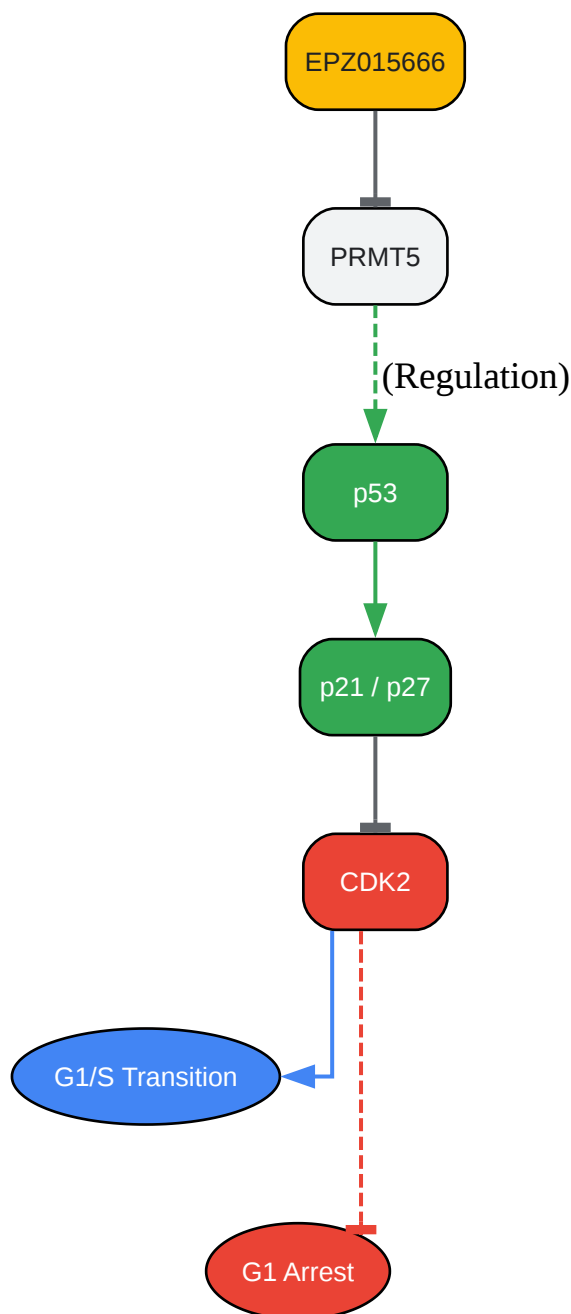 EPZ015666
PRMT5
(Regulation)
p53
p21 / p27
CDK2
G1/S Transition
G1 Arrest